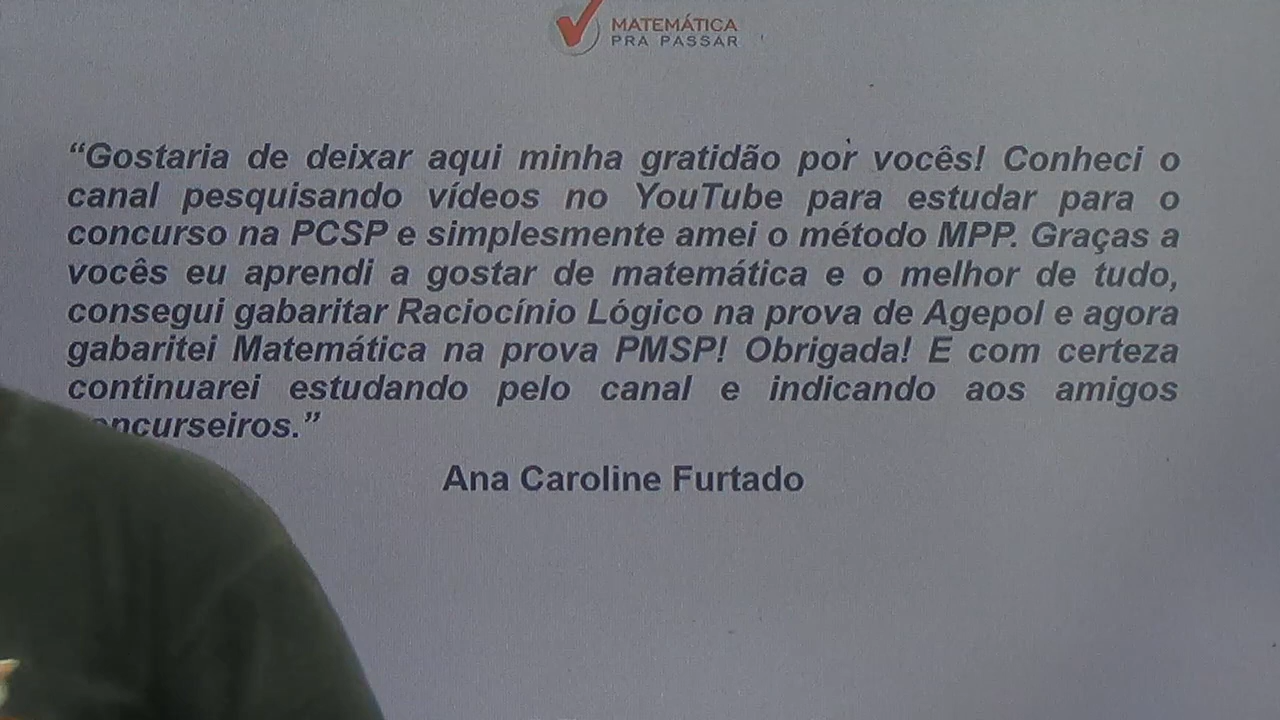 MATEMÁTICA
PRA PASSAR
“Gostaria de deixar aqui minha gratidão por vocês! Conheci o
canal pesquisando vídeos no YouTube para estudar para o
concurso na PCSP e simplesmente amei o método MPP. Graças a
vocês eu aprendi a gostar de matemática e o melhor de tudo,
consegui gabaritar Raciocínio Lógico na prova de Agepol e agora
gabaritei Matemática na prova PMSP! Obrigada! E com certeza
continuarei estudando pelo canal e indicando aos amigos
concurseiros.”
Ana Caroline Furtado